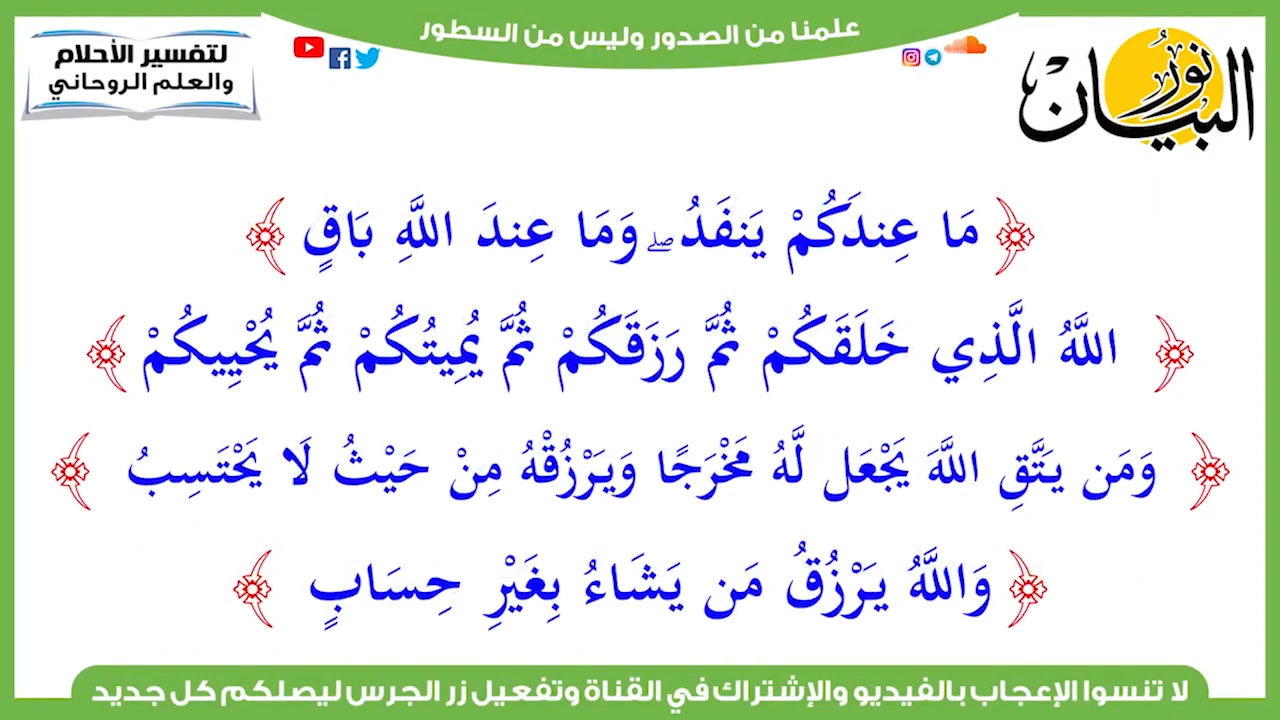 علمنا من الصدور وليس من السطور
لتفسير الأحلام
والعلم الروحاني
نور
البيان
﴿ مَا عِندَكُمْ يَنفَدُ ۖ وَمَا عِندَ اللَّهِ بَاقٍ ﴾
﴿ اللَّهُ الَّذِي خَلَقَكُمْ ثُمَّ رَزَقَكُمْ ثُمَّ يُمِيتُكُمْ ثُمَّ يُحْيِيكُمْ ﴾
﴿ وَمَن يَتَّقِ اللَّهَ يَجْعَل لَّهُ مَخْرَجًا وَيَرْزُقْهُ مِنْ حَيْثُ لَا يَحْتَسِبُ ﴾
﴿ وَاللَّهُ يَرْزُقُ مَن يَشَاءُ بِغَيْرِ حِسَابٍ ﴾
لا تنسوا الإعجاب بالفيديو والإشتراك في القناة وتفعيل زر الجرس ليصلكم كل جديد